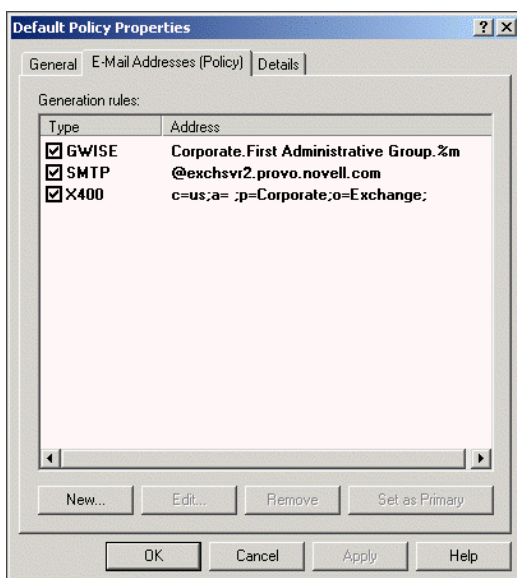 Default Policy Properties
General E-Mail Addresses (Policy) Details
Generation rules:
Type Address
GWISE Corporate.First Administrative Group.%m
SMTP @exchsvr2.provo.novell.com
X400 c=us;a= ;p=Corporate;o=Exchange;
New... Edit... Remove Set as Primary
OK Cancel Apply Help